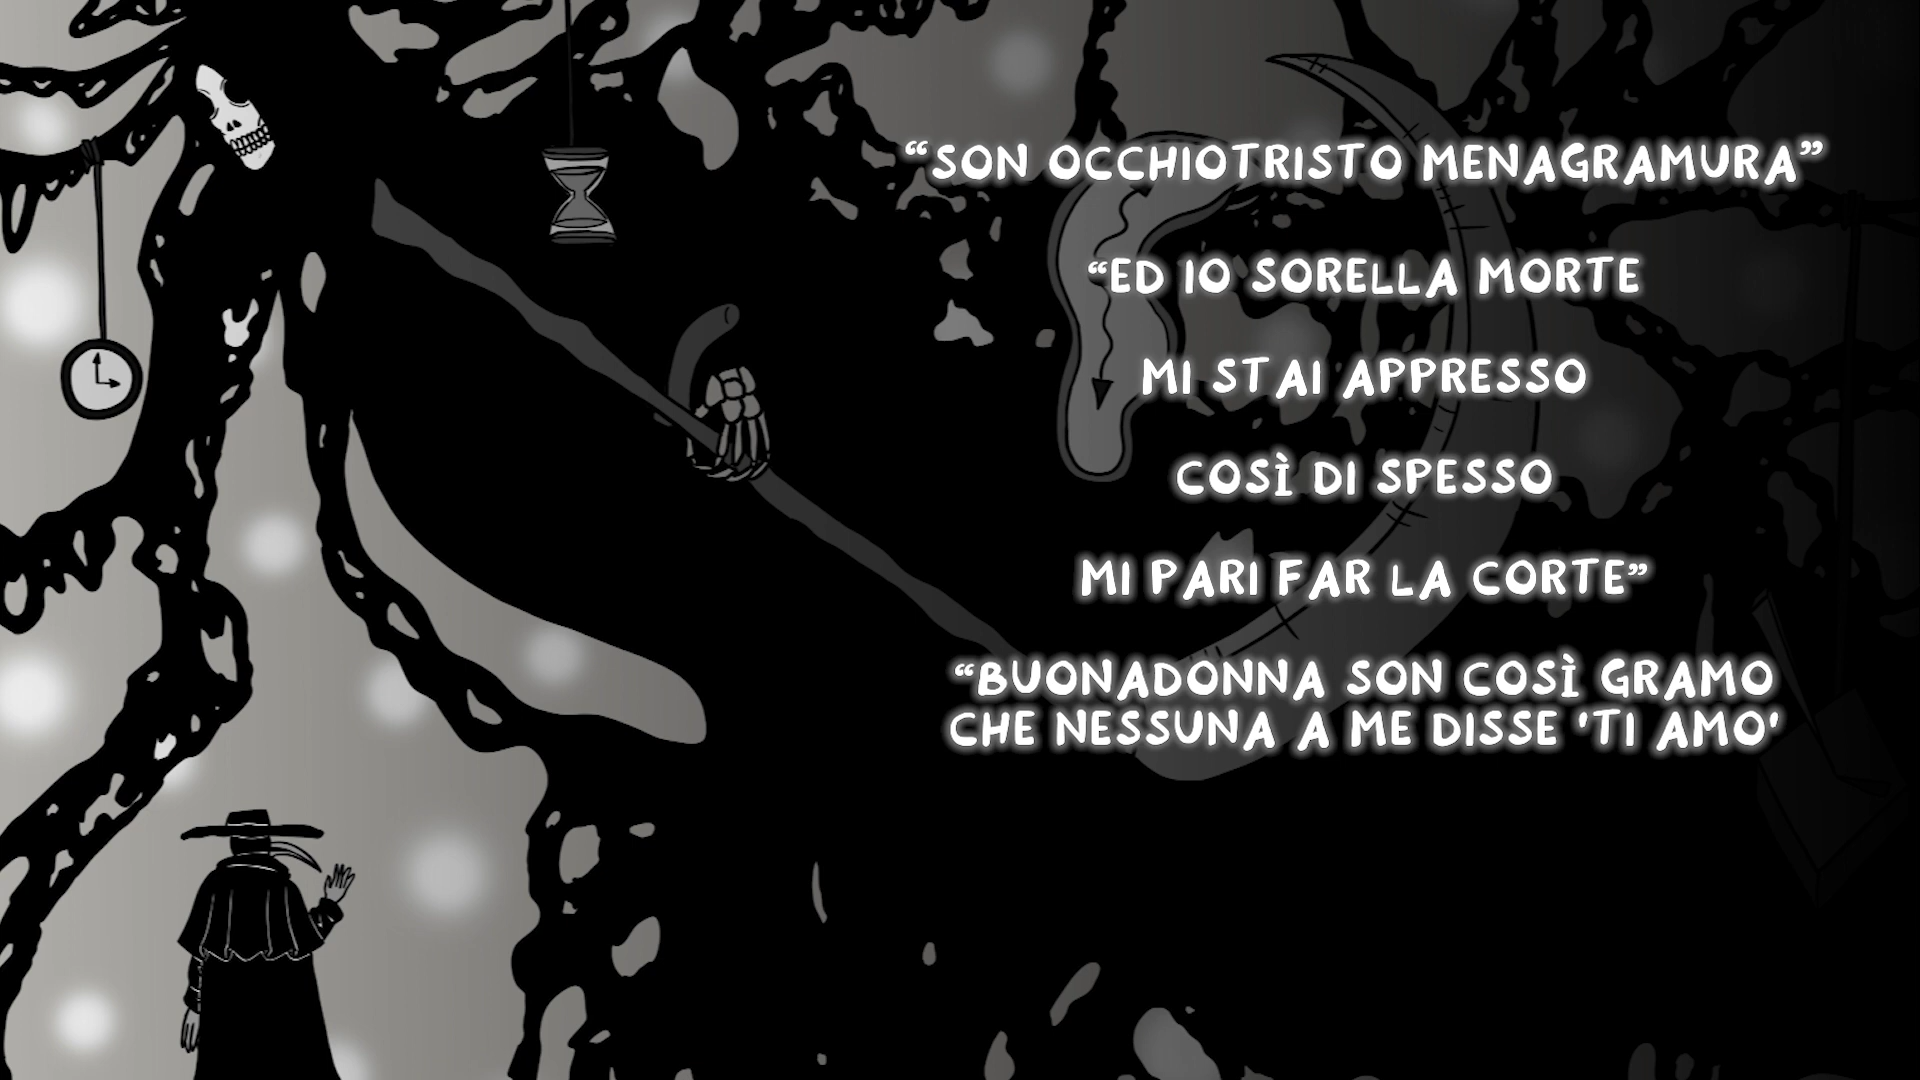 “SON OCCHIOTRISTO MENAGRAMURA”
“ED IO SORELLA MORTE
MI STAI APPRESSO
COSÌ DI SPESSO
MI PARI FAR LA CORTE”
“BUONADONNA SON COSÌ GRAMO
CHE NESSUNA A ME DISSE 'TI AMO'